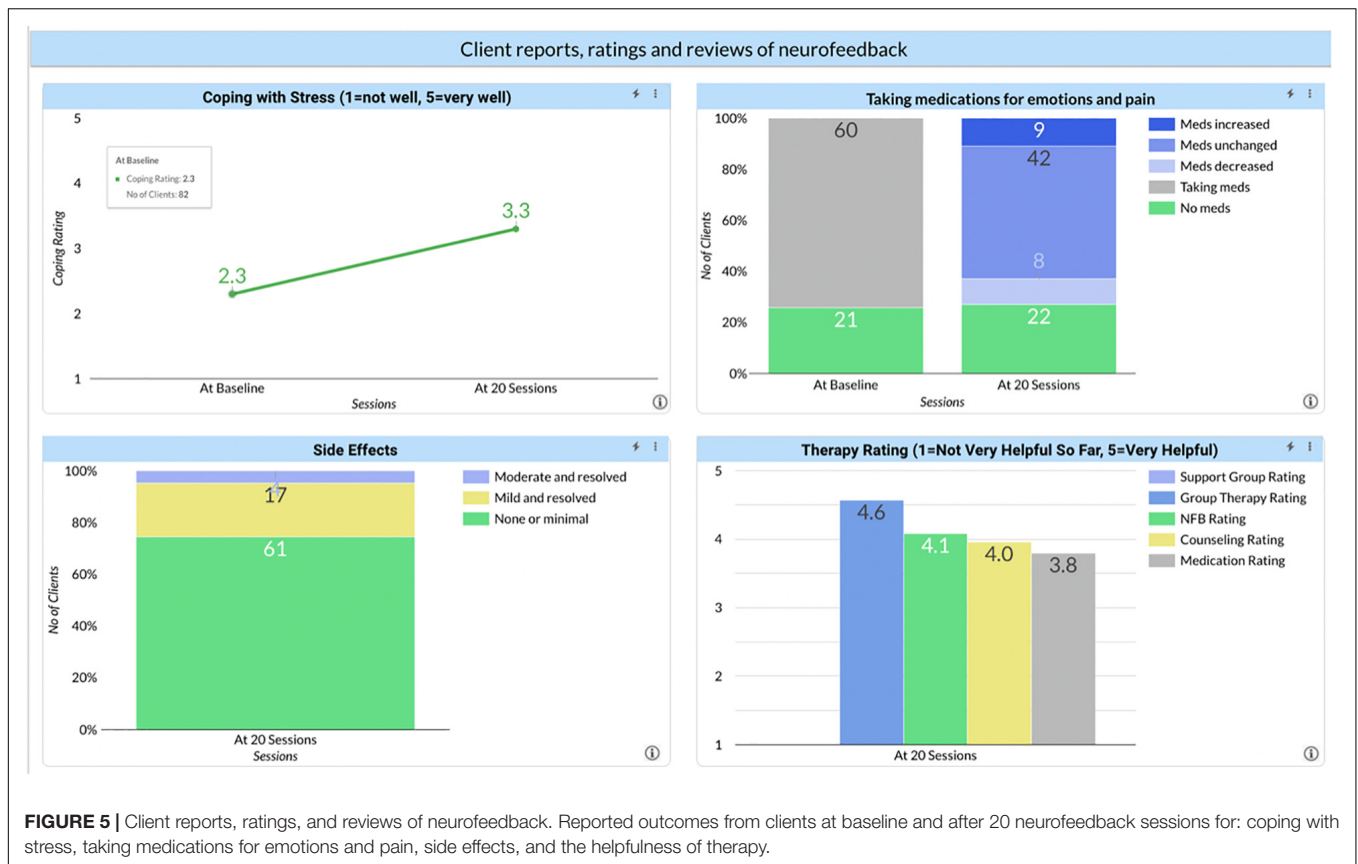 Client reports, ratings and reviews of neurofeedback
Coping with Stress (1=not well, 5=very well)
5
4
3
2
1
Coping Rating
At Baseline
Coping Rating: 2.3
No of Clients: 82
2.3
3.3
At Baseline
At 20 Sessions
Sessions
Taking medications for emotions and pain
100%
80%
60%
40%
20%
0%
No of Clients
60
21
9
42
8
22
At Baseline
At 20 Sessions
Sessions
Meds increased
Meds unchanged
Meds decreased
Taking meds
No meds
Side Effects
100%
80%
60%
40%
20%
0%
No of Clients
4
17
61
At 20 Sessions
Sessions
Moderate and resolved
Mild and resolved
None or minimal
Therapy Rating (1=Not Very Helpful So Far, 5=Very Helpful)
5
4
3
2
1
4.6
4.1
4.0
3.8
At 20 Sessions
Support Group Rating
Group Therapy Rating
NFB Rating
Counseling Rating
Medication Rating
FIGURE 5 | Client reports, ratings, and reviews of neurofeedback. Reported outcomes from clients at baseline and after 20 neurofeedback sessions for: coping with
stress, taking medications for emotions and pain, side effects, and the helpfulness of therapy.